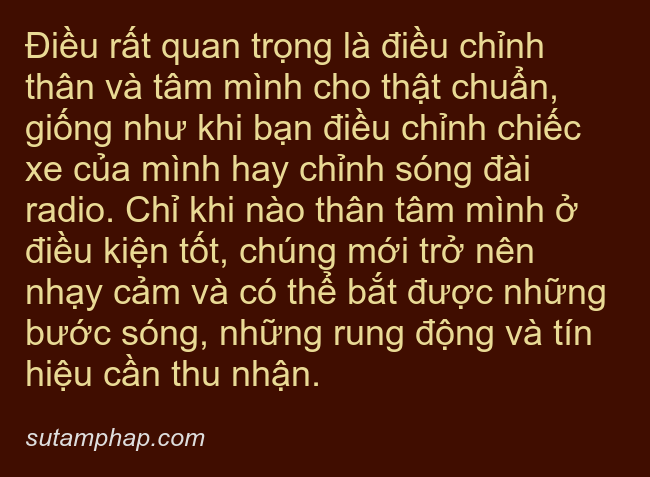 Điều rất quan trọng là điều chỉnh
thân và tâm mình cho thật chuẩn,
giống như khi bạn điều chỉnh chiếc
xe của mình hay chỉnh sóng đài
radio. Chỉ khi nào thân tâm mình ở
điều kiện tốt, chúng mới trở nên
nhạy cảm và có thể bắt được những
bước sóng, những rung động và tín
hiệu cần thu nhận.
sutamphap.com